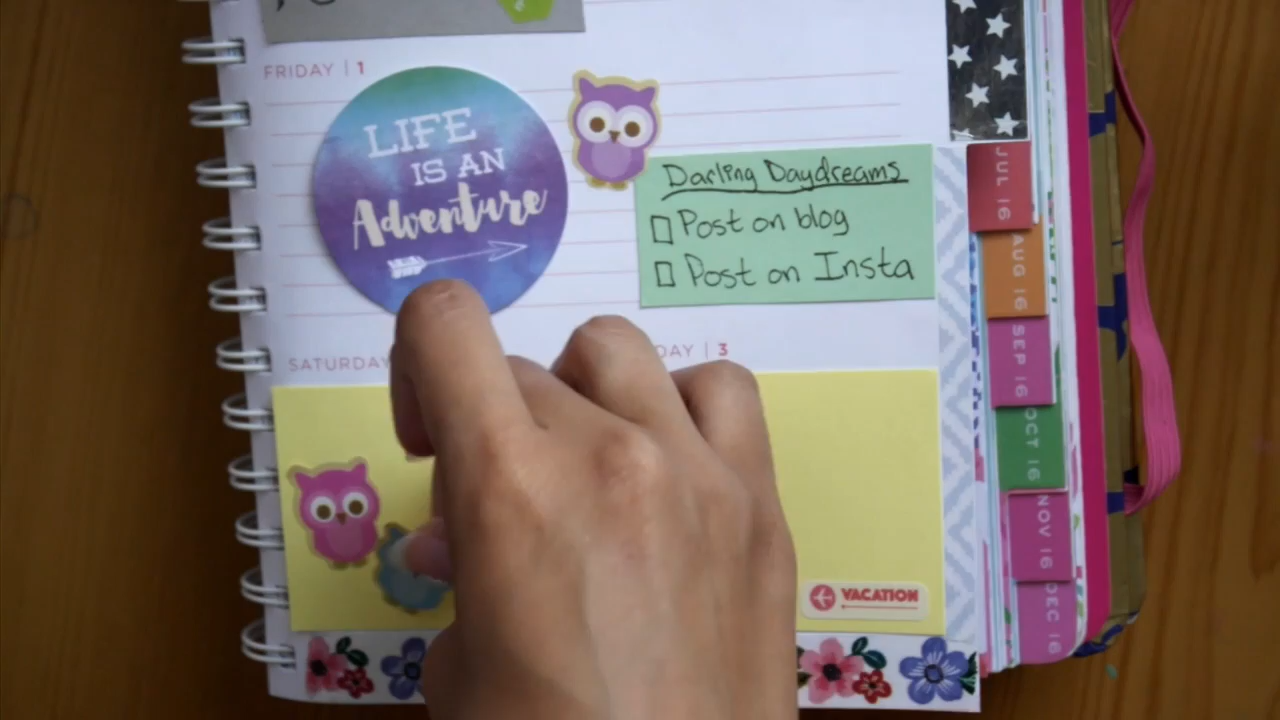 FRIDAY | 1
LIFE
IS AN
Adventure
Darling Daydreams
Post on blog
Post on Insta
SATURDAY
DAY | 3
VACATION
JUL 16
AUG 16
SEP 16
OCT 16
NOV 16
DEC 16